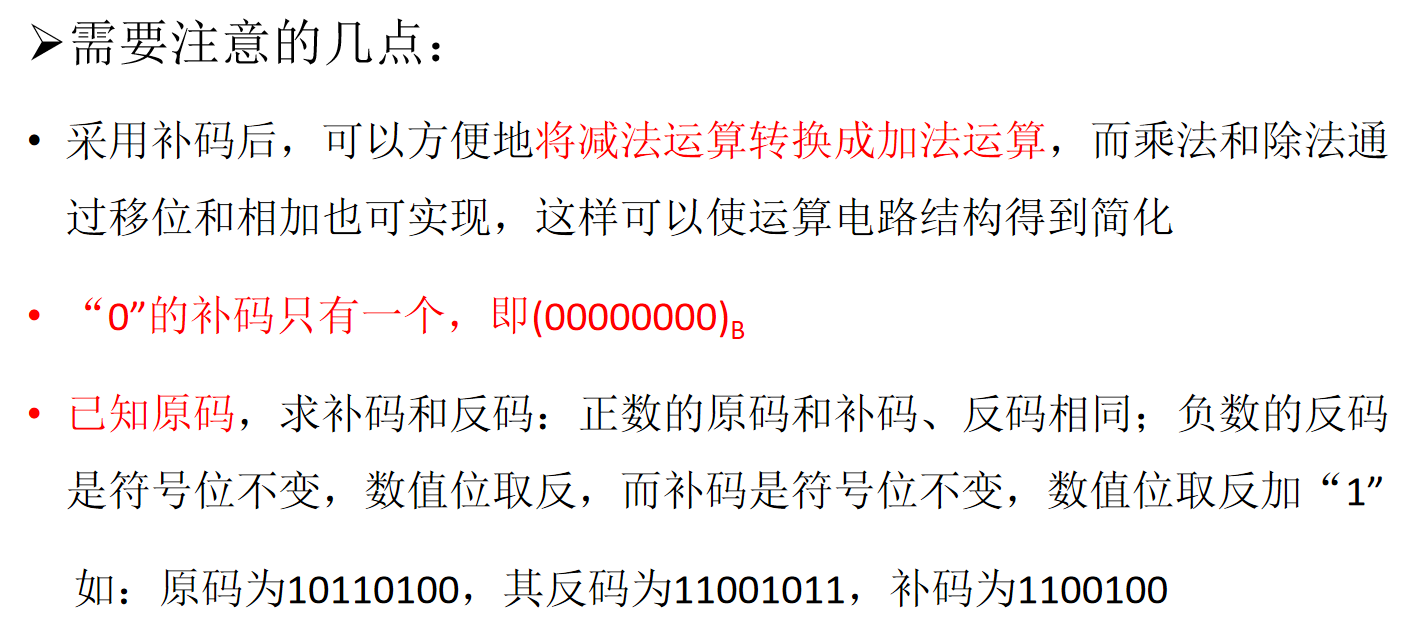 ➢需要注意的几点：
• 采用补码后，可以方便地将减法运算转换成加法运算，而乘法和除法通
过移位和相加也可实现，这样可以使运算电路结构得到简化
• “0”的补码只有一个，即(00000000)B
• 已知原码，求补码和反码：正数的原码和补码、反码相同；负数的反码
是符号位不变，数值位取反，而补码是符号位不变，数值位取反加“1”
如：原码为10110100，其反码为11001011，补码为1100100